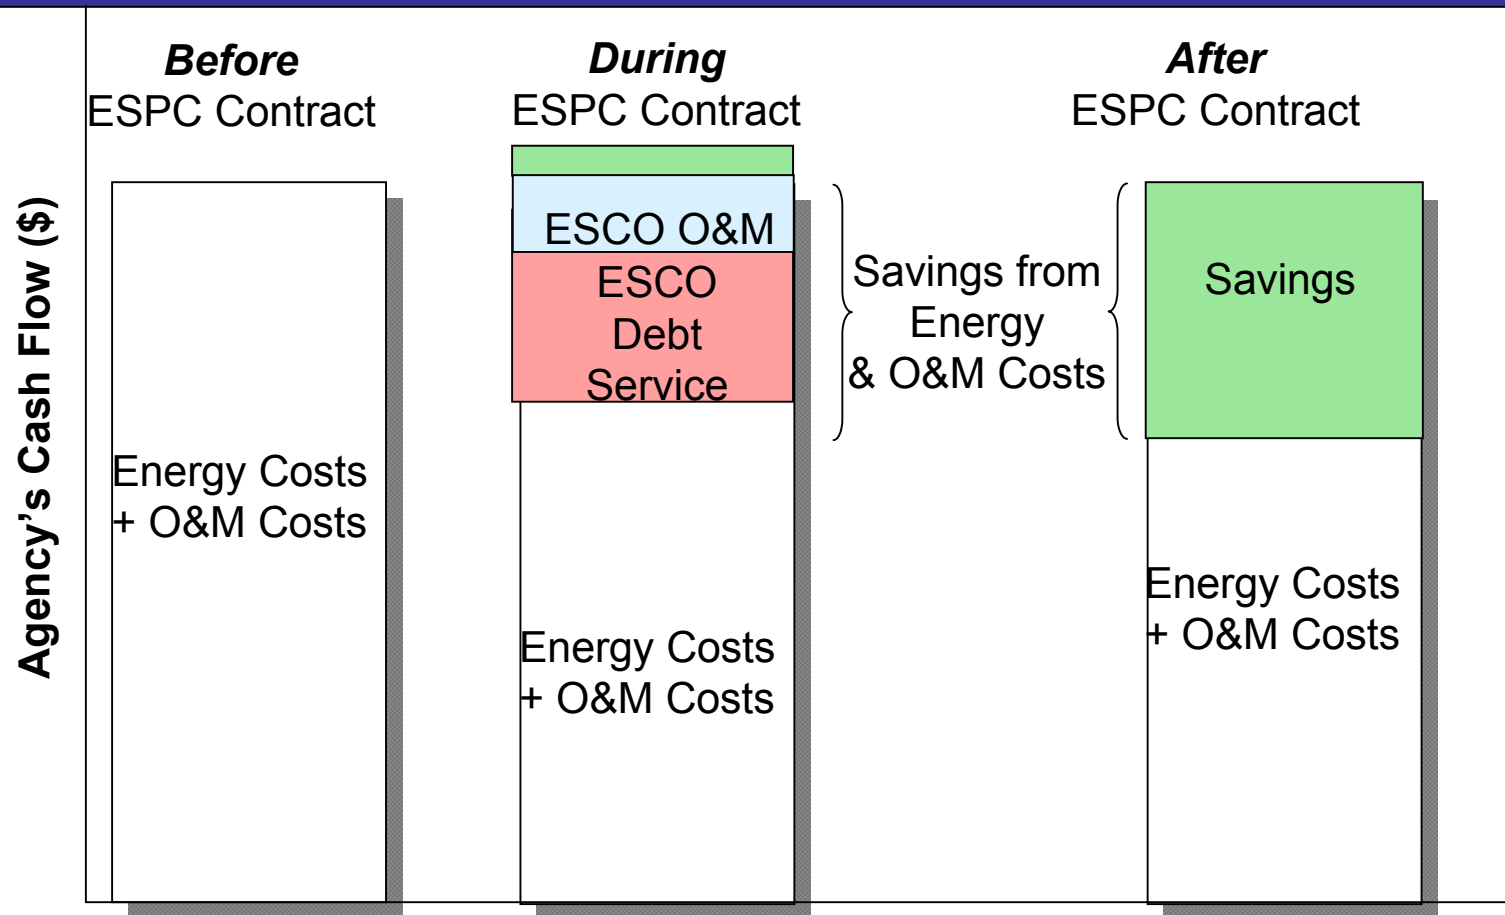 Before
ESPC Contract
During
ESPC Contract
After
ESPC Contract
Agency’s Cash Flow ($)
Energy Costs
+ O&M Costs
ESCO O&M
ESCO
Debt
Service
Energy Costs
+ O&M Costs
Savings from
Energy
& O&M Costs
Savings
Energy Costs
+ O&M Costs